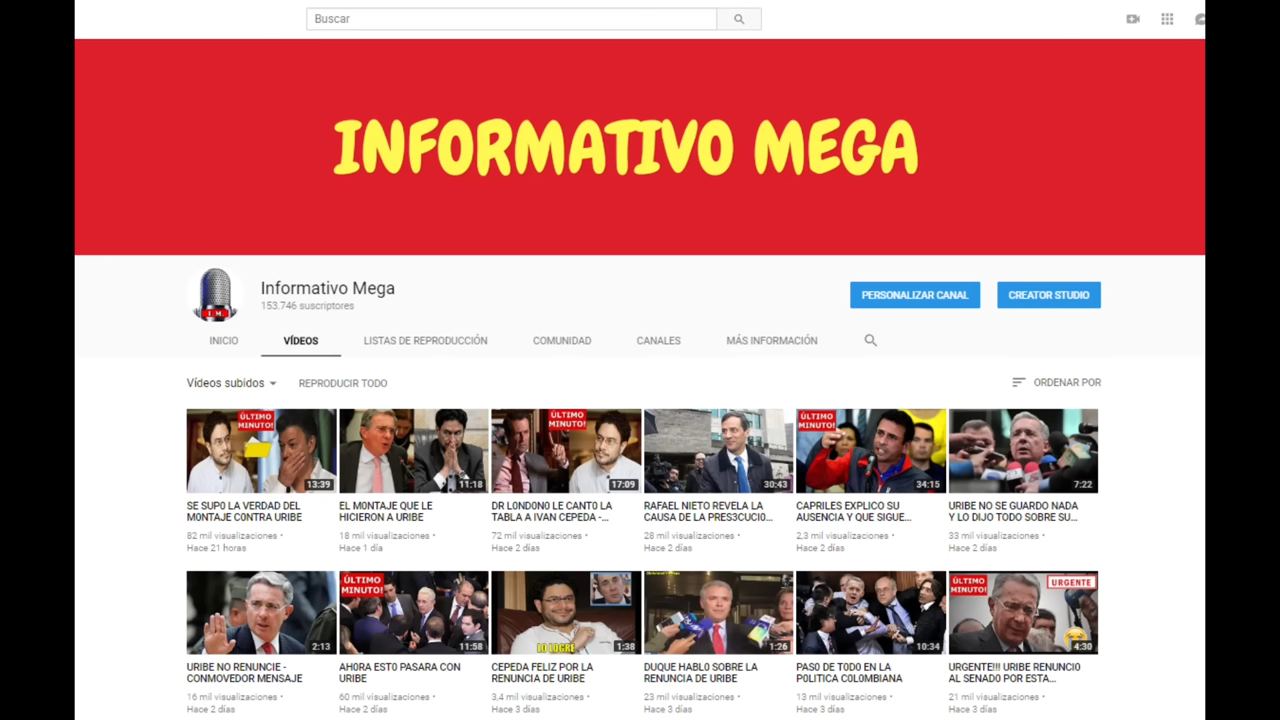 Buscar
INFORMATIVO MEGA
I. M.
Informativo Mega
153.746 suscriptores
PERSONALIZAR CANAL
CREATOR STUDIO
INICIO
VÍDEOS
LISTAS DE REPRODUCCIÓN
COMUNIDAD
CANALES
MÁS INFORMACIÓN
Vídeos subidos
REPRODUCIR TODO
ORDENAR POR
ÚLTIMO
MINUTO!
13:39
SE SUP0 LA VERDAD DEL
M0NTAJE C0NTRA URIBE
82 mil visualizaciones •
Hace 21 horas
11:18
EL M0NTAJE QUE LE
HICIERON A URIBE
18 mil visualizaciones •
Hace 1 día
ÚLTIMO
MINUTO!
17:09
DR L0ND0N0 LE CANT0 LA
TABLA A IVAN CEPEDA -...
72 mil visualizaciones •
Hace 2 días
30:43
RAFAEL NIETO REVELA LA
CAUSA DE LA PRES3CUCI0...
28 mil visualizaciones •
Hace 2 días
ÚLTIMO
MINUTO!
34:15
CAPRILES EXPLICO SU
AUSENCIA Y QUE SIGUE...
2,3 mil visualizaciones •
Hace 2 días
7:22
URIBE NO SE GUARDO NADA
Y LO DIJO TODO SOBRE SU...
33 mil visualizaciones •
Hace 2 días
2:13
URIBE NO RENUNCIE -
CONMOVEDOR MENSAJE
16 mil visualizaciones •
Hace 2 días
ÚLTIMO
MINUTO!
11:58
AH0RA EST0 PASARA CON
URIBE
60 mil visualizaciones •
Hace 2 días
LO LOGRE
1:38
CEPEDA FELIZ POR LA
RENUNCIA DE URIBE
3,4 mil visualizaciones •
Hace 3 días
1:26
DUQUE HABL0 SOBRE LA
RENUNCIA DE URIBE
23 mil visualizaciones •
Hace 3 días
10:34
PAS0 DE T0D0 EN LA
P0LITICA C0L0MBIANA
13 mil visualizaciones •
Hace 3 días
ÚLTIMO
MINUTO!
URGENTE
4:30
URGENTE!!! URIBE RENUNCI0
AL SENAD0 POR ESTA...
21 mil visualizaciones •
Hace 3 días